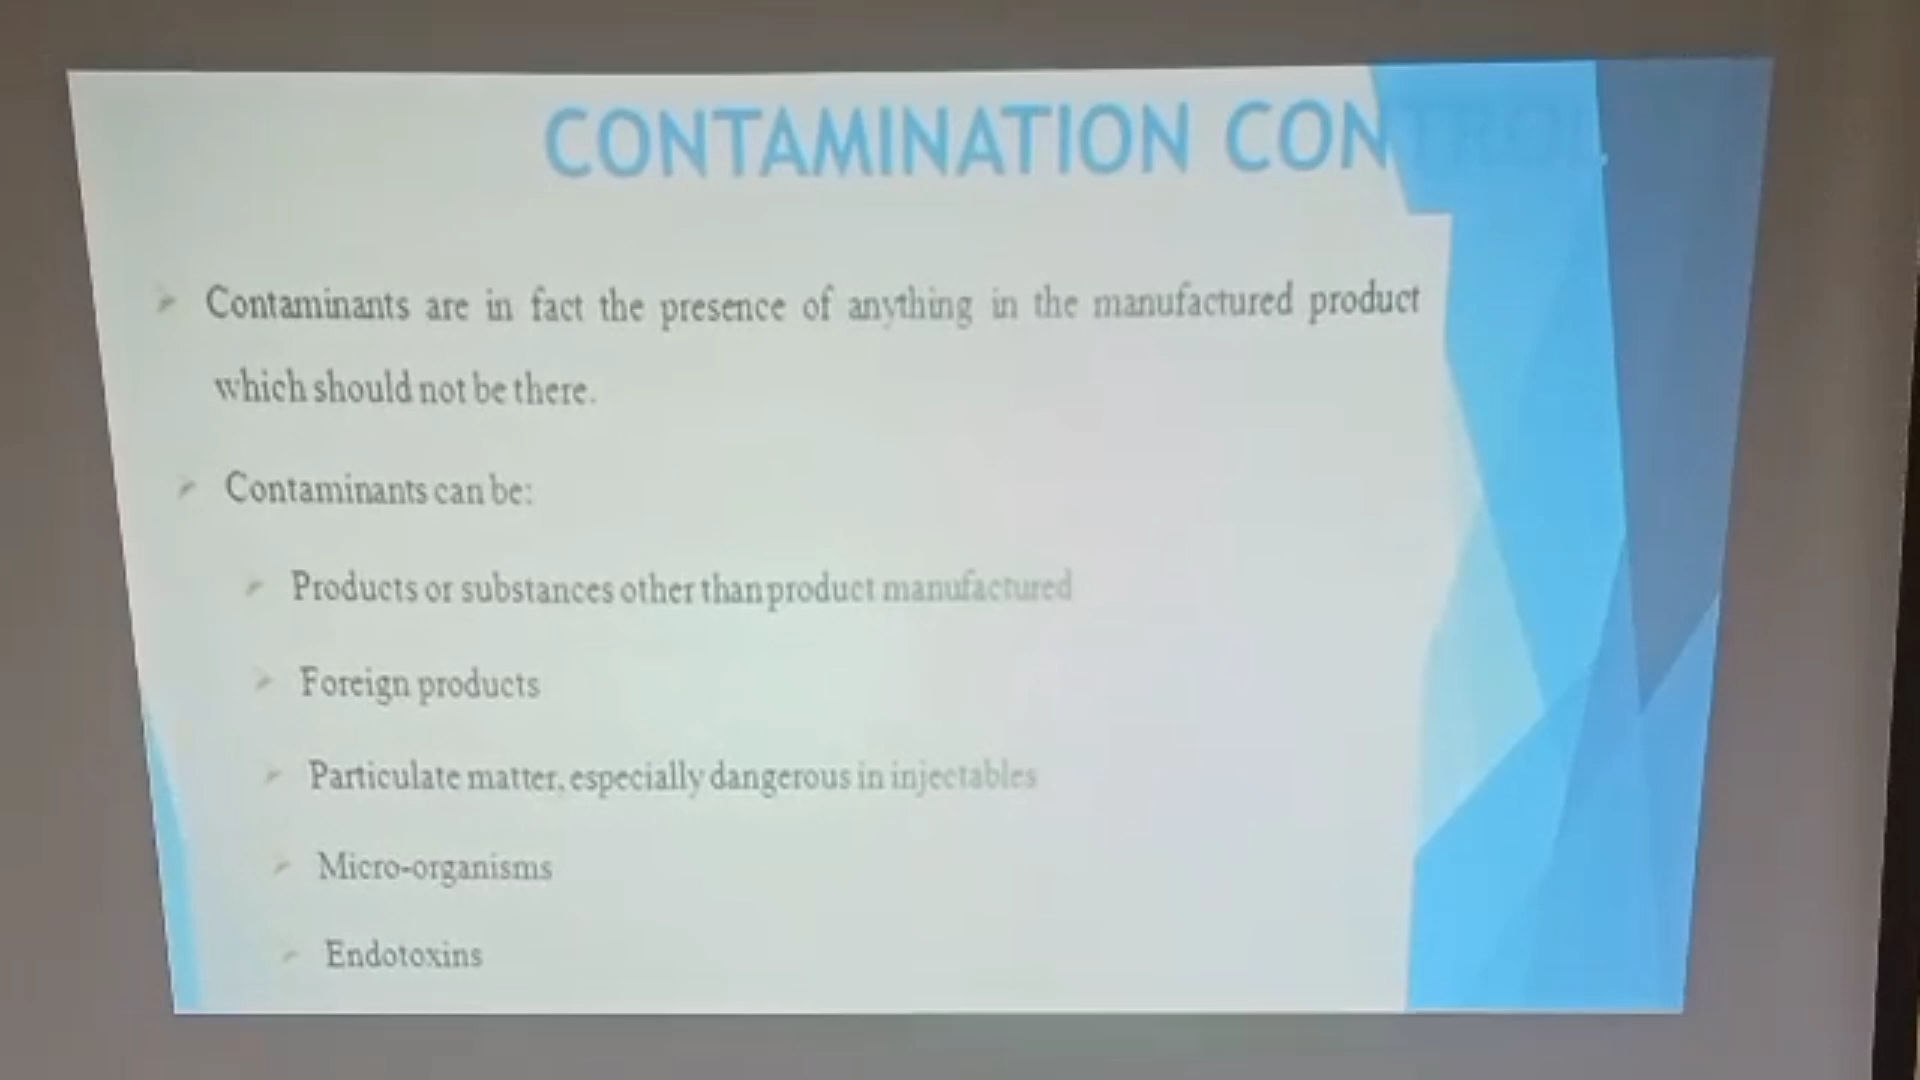 CONTAMINATION CONTROL
Contaminants are in fact the presence of anything in the manufactured product
which should not be there.
Contaminants can be:
Products or substances other than product manufactured
Foreign products
Particulate matter, especially dangerous in injectables
Micro-organisms
Endotoxins